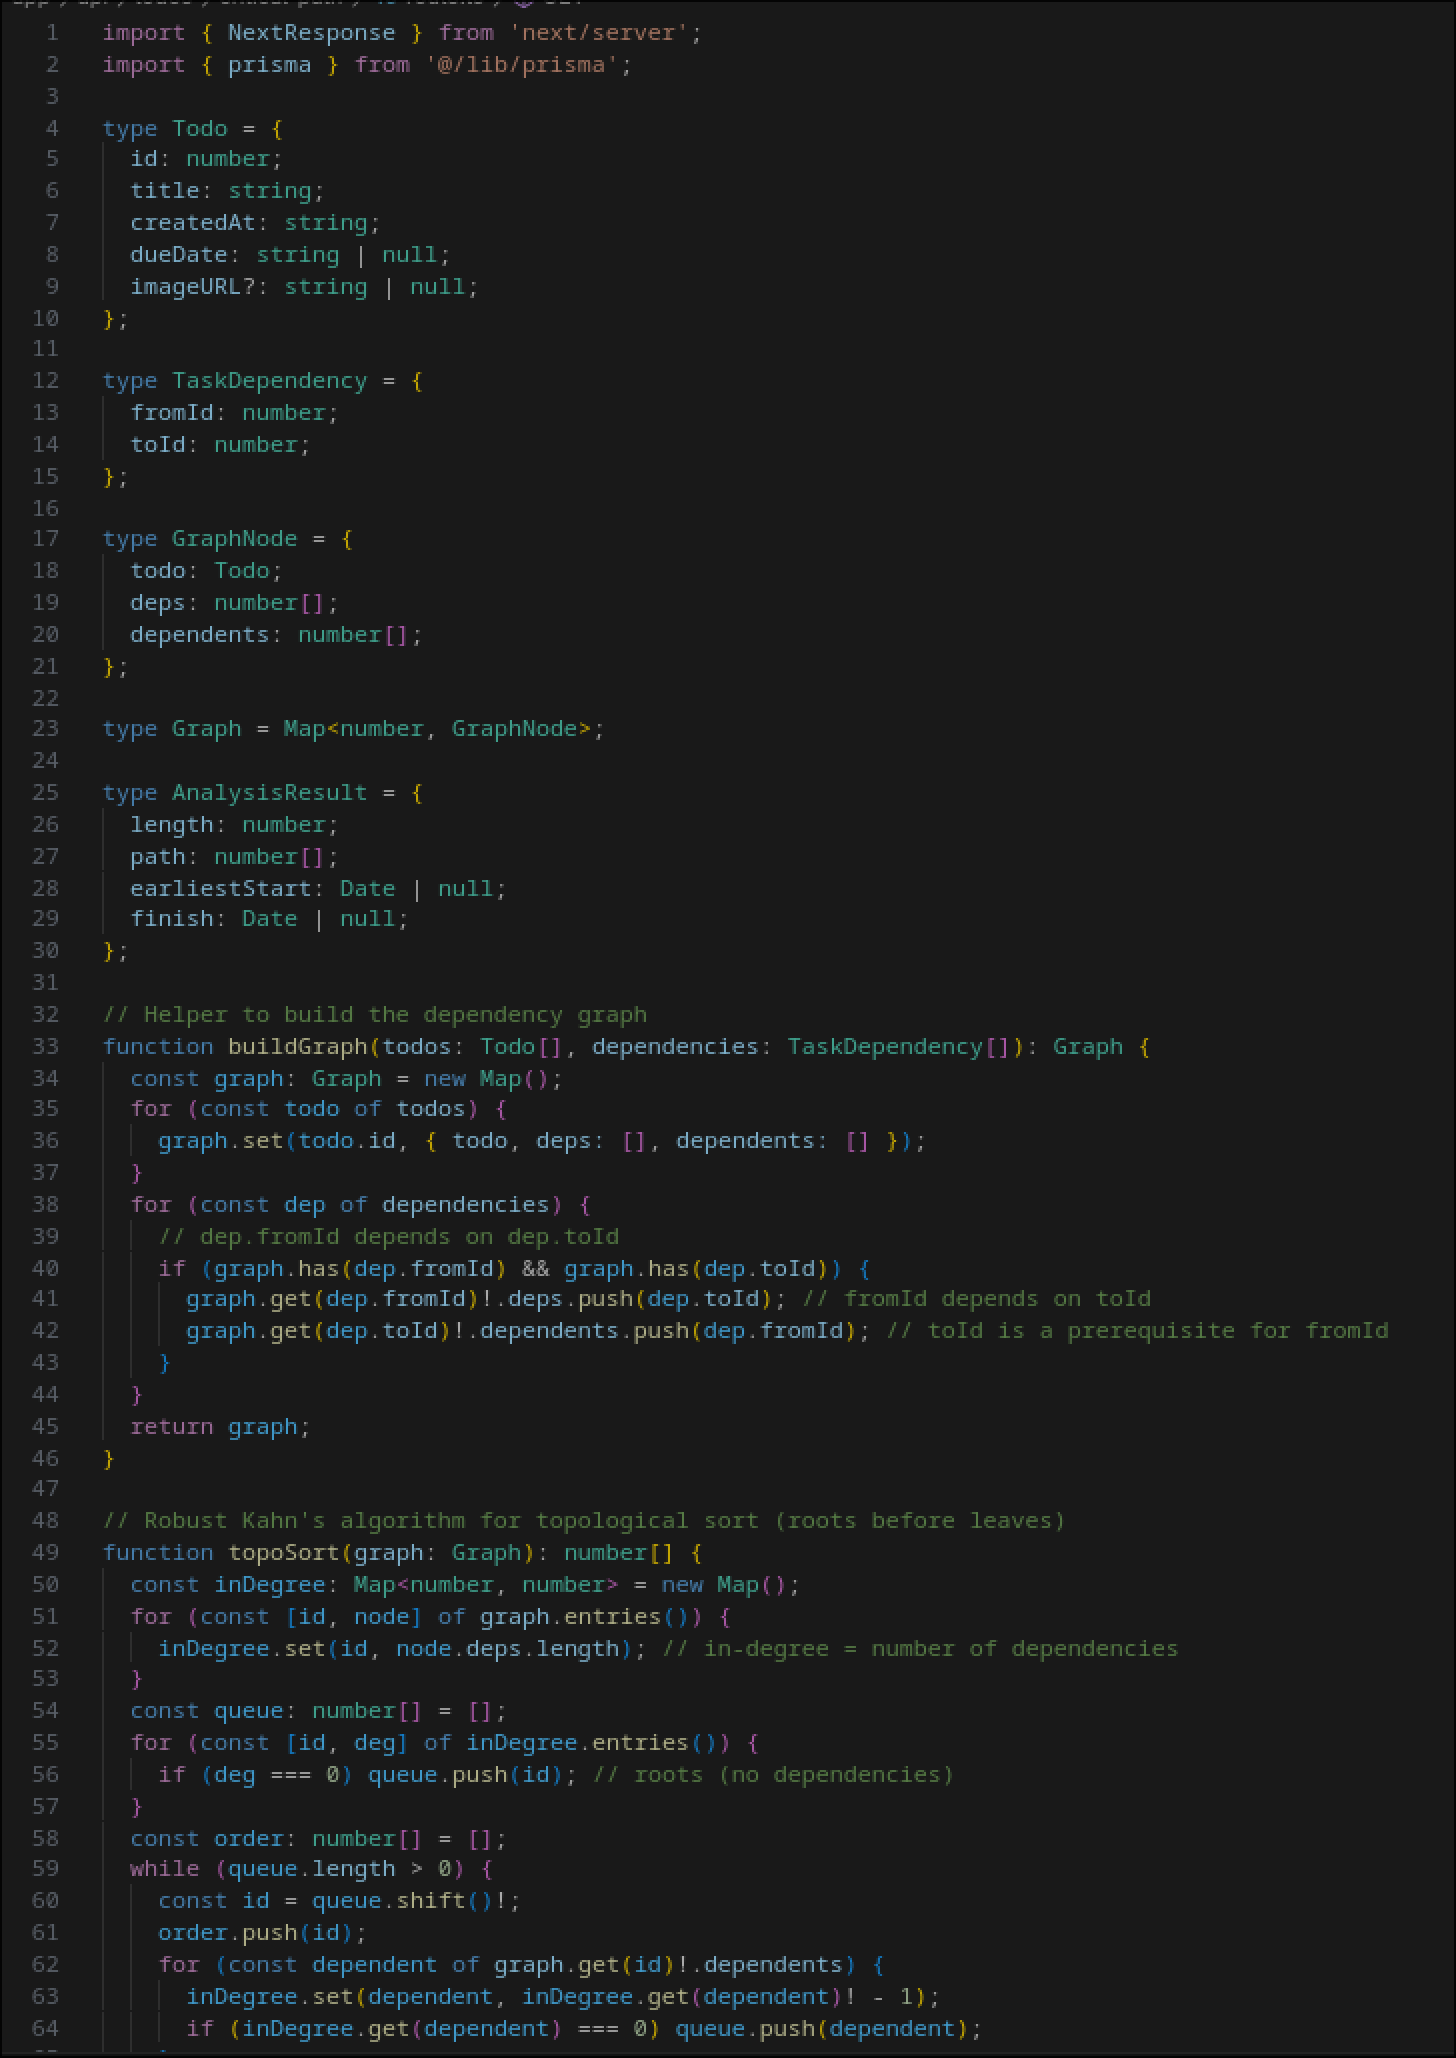 1 import { NextResponse } from 'next/server';
2 import { prisma } from '@/lib/prisma';
3
4 type Todo = {
5   id: number;
6   title: string;
7   createdAt: string;
8   dueDate: string | null;
9   imageURL?: string | null;
10 };
11
12 type TaskDependency = {
13   fromId: number;
14   toId: number;
15 };
16
17 type GraphNode = {
18   todo: Todo;
19   deps: number[];
20   dependents: number[];
21 };
22
23 type Graph = Map<number, GraphNode>;
24
25 type AnalysisResult = {
26   length: number;
27   path: number[];
28   earliestStart: Date | null;
29   finish: Date | null;
30 };
31
32 // Helper to build the dependency graph
33 function buildGraph(todos: Todo[], dependencies: TaskDependency[]): Graph {
34   const graph: Graph = new Map();
35   for (const todo of todos) {
36     graph.set(todo.id, { todo, deps: [], dependents: [] });
37   }
38   for (const dep of dependencies) {
39     // dep.fromId depends on dep.toId
40     if (graph.has(dep.fromId) && graph.has(dep.toId)) {
41       graph.get(dep.fromId)!.deps.push(dep.toId); // fromId depends on toId
42       graph.get(dep.toId)!.dependents.push(dep.fromId); // toId is a prerequisite for fromId
43     }
44   }
45   return graph;
46 }
47
48 // Robust Kahn's algorithm for topological sort (roots before leaves)
49 function topoSort(graph: Graph): number[] {
50   const inDegree: Map<number, number> = new Map();
51   for (const [id, node] of graph.entries()) {
52     inDegree.set(id, node.deps.length); // in-degree = number of dependencies
53   }
54   const queue: number[] = [];
55   for (const [id, deg] of inDegree.entries()) {
56     if (deg === 0) queue.push(id); // roots (no dependencies)
57   }
58   const order: number[] = [];
59   while (queue.length > 0) {
60     const id = queue.shift()!;
61     order.push(id);
62     for (const dependent of graph.get(id)!.dependents) {
63       inDegree.set(dependent, inDegree.get(dependent)! - 1);
64       if (inDegree.get(dependent) === 0) queue.push(dependent);